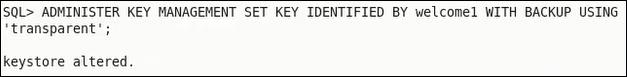 SQL> ADMINISTER KEY MANAGEMENT SET KEY IDENTIFIED BY welcome1 WITH BACKUP USING
'transparent';
keystore altered.